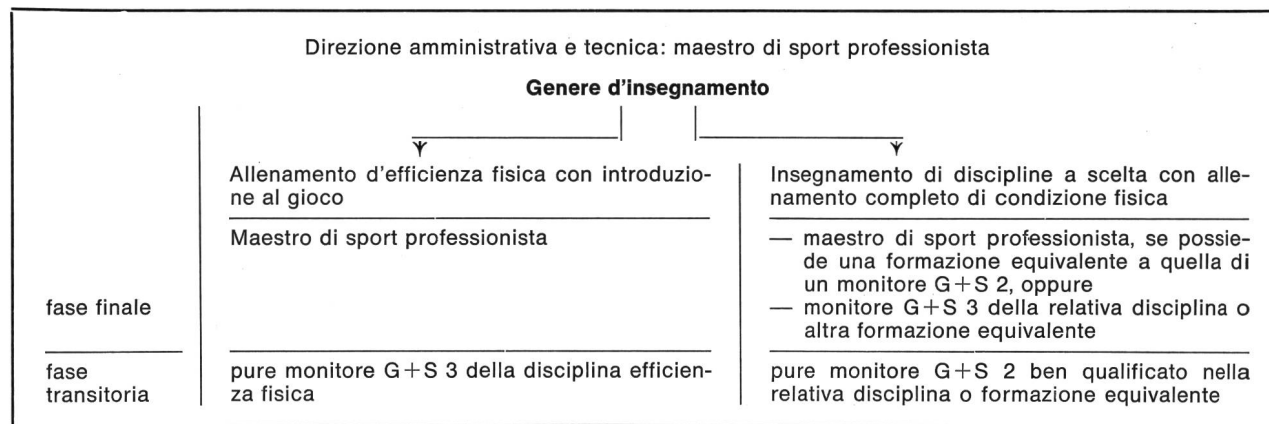 Direzione amministrativa e tecnica: maestro di sport professionista
Genere d'insegnamento
Allenamento d'efficienza fisica con introduzio-
ne al gioco
Insegnamento di discipline a scelta con alle-
namento completo di condizione fisica
fase finale
Maestro di sport professionista
— maestro di sport professionista, se possie-
de una formazione equivalente a quella di
un monitore G+S 2, oppure
— monitore G+S 3 della relativa disciplina o
altra formazione equivalente
fase
transitoria
pure monitore G+S 3 della disciplina efficien-
za fisica
pure monitore G+S 2 ben qualificato nella
relativa disciplina o formazione equivalente